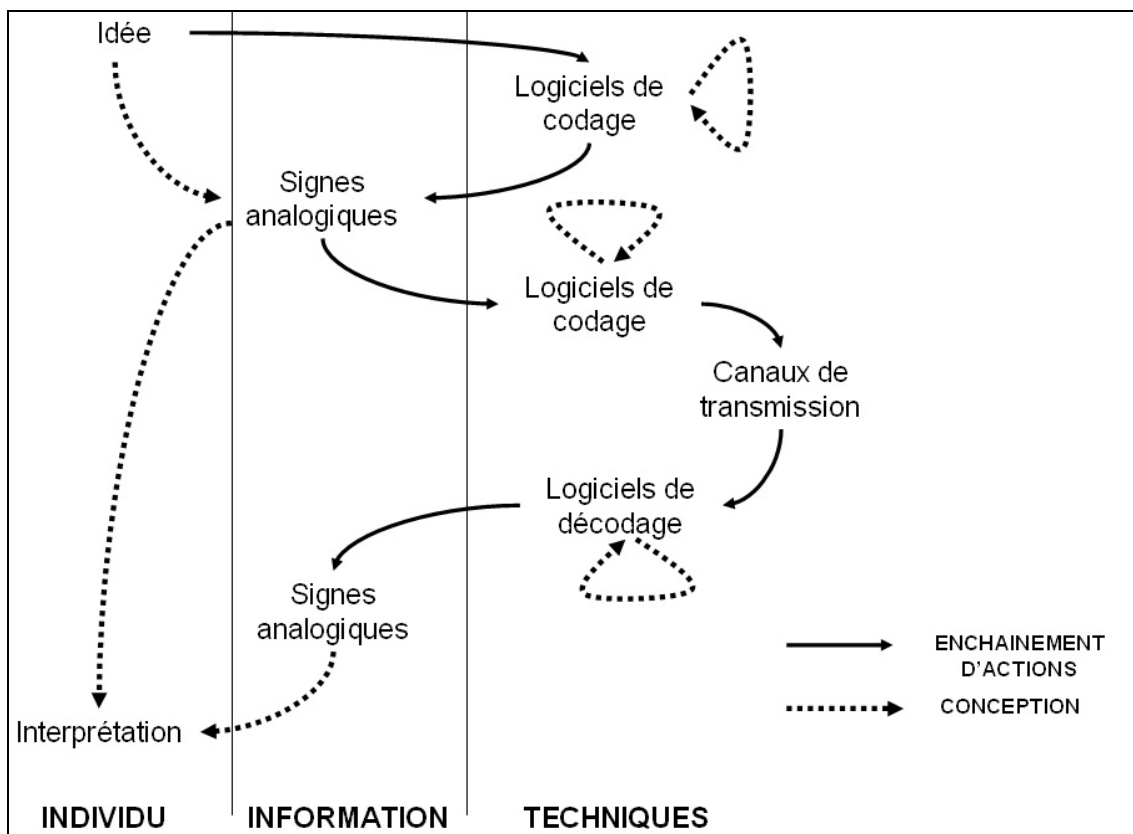 Idée
Logiciels de
codage
Signes
analogiques
Logiciels de
codage
Canaux de
transmission
Logiciels de
décodage
Signes
analogiques
ENCHAINEMENT
D'ACTIONS
CONCEPTION
Interprétation
INDIVIDU
INFORMATION
TECHNIQUES